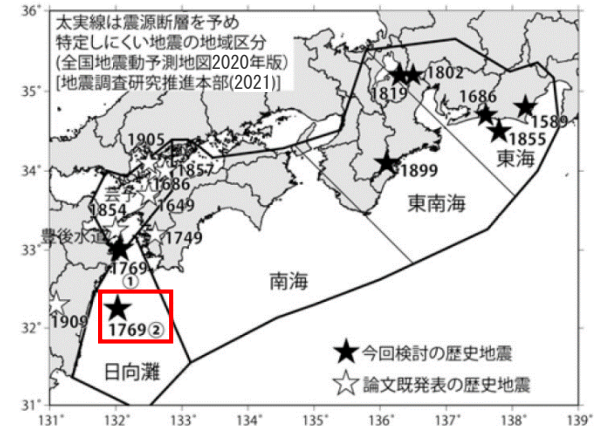 太実線は震源断層を予め
特定しにくい地震の地域区分
(全国地震動予測地図2020年版)
[地震調査研究推進本部(2021)]
36°
35°
34°
33°
32°
31°
1802
1819
1686
1589
1855
東海
1905
1857
1899
芸予
1686
1649
東南海
1854
豊後水道
1749
1769
①
南海
1769②
1909
日向灘
★今回検討の歴史地震
☆論文既発表の歴史地震
131° 132° 133° 134° 135° 136° 137° 138° 139°